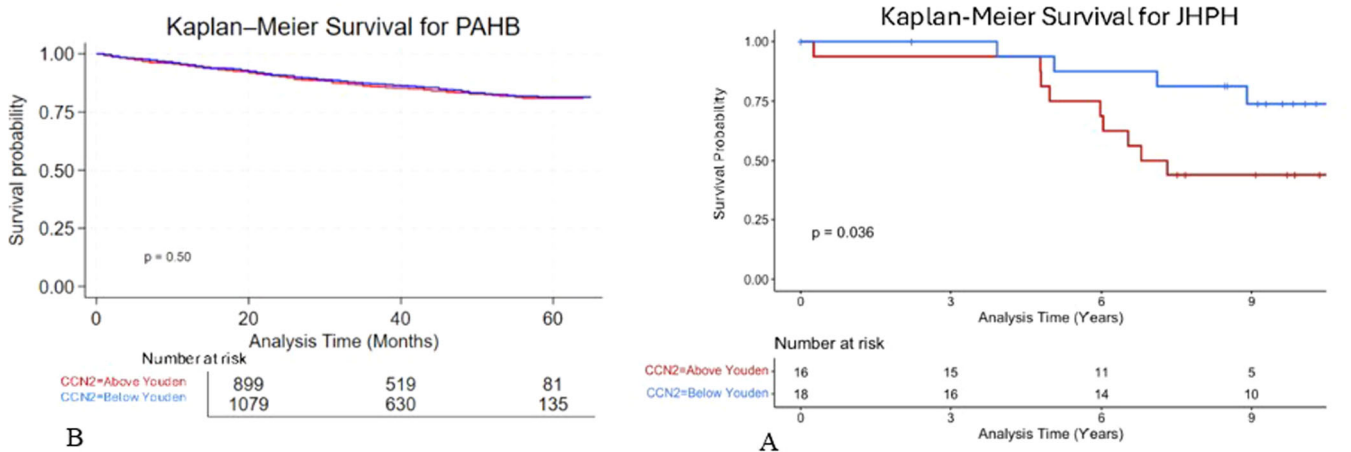 Kaplan–Meier Survival for PAHB
Survival probability
1.00
0.75
0.50
0.25
0.00
p = 0.50
0 20 40 60
Analysis Time (Months)
Number at risk
CCN2=Above Youden 899 519 81
CCN2=Below Youden 1079 630 135
B
Kaplan-Meier Survival for JHPH
Survival Probability
1.00
0.75
0.50
0.25
0.00
p = 0.036
0 3 6 9
Analysis Time (Years)
Number at risk
CCN2=Above Youden 16 15 11 5
CCN2=Below Youden 18 16 14 10
0 3 6 9
Analysis Time (Years)
A